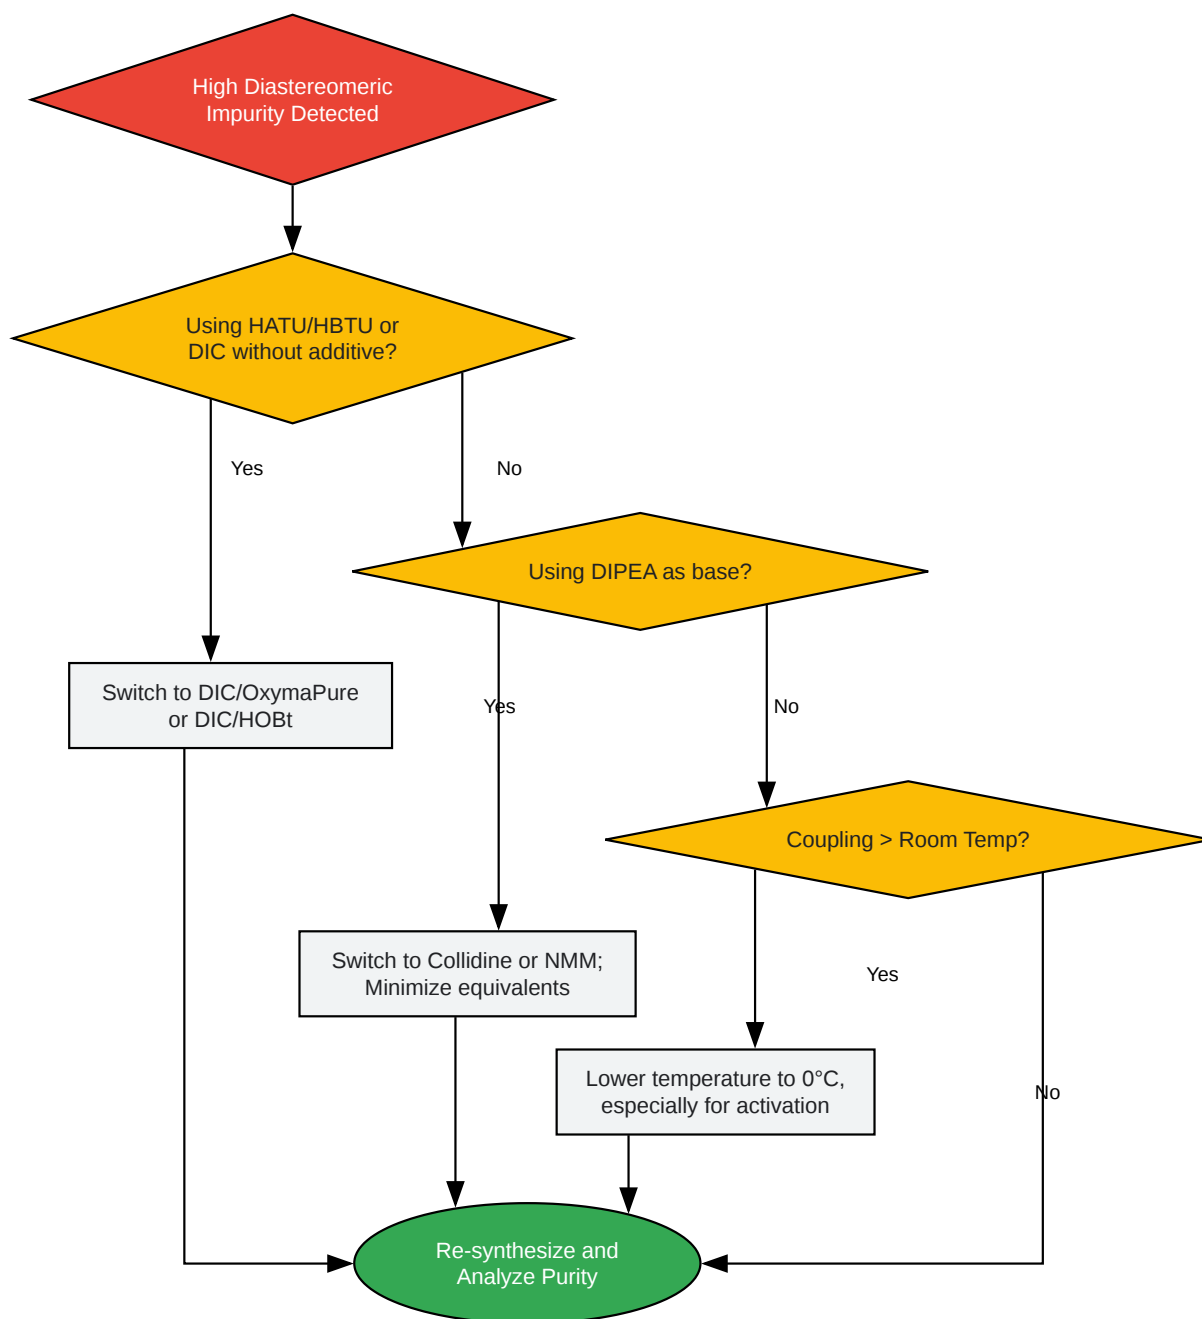 High Diastereomeric
Impurity Detected
Using HATU/HBTU or
DIC without additive?
Yes
No
Using DIPEA as base?
Switch to DIC/OxymaPure
or DIC/HOBt
Yes
No
Coupling > Room Temp?
Switch to Collidine or NMM;
Minimize equivalents
Yes
Lower temperature to 0°C,
especially for activation
No
Re-synthesize and
Analyze Purity